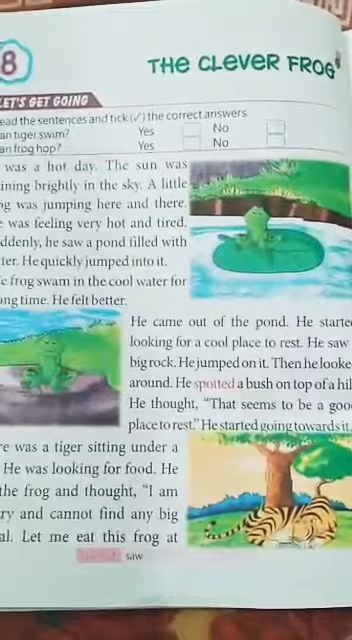 8
THE CLEVER FROG
LET'S GET GOING
ead the sentences and tick (✓) the correct answers.
an tiger swim? Yes No
an frog hop? Yes No
was a hot day. The sun was
ining brightly in the sky. A little
og was jumping here and there.
e was feeling very hot and tired.
ddenly, he saw a pond filled with
ter. He quickly jumped into it.
e frog swam in the cool water for
ong time. He felt better.
He came out of the pond. He starte
looking for a cool place to rest. He saw
big rock. He jumped on it. Then he looke
around. He spotted a bush on top of a hil
He thought, “That seems to be a goo
place to rest.” He started going towards it.
re was a tiger sitting under a
He was looking for food. He
the frog and thought, “I am
ry and cannot find any big
al. Let me eat this frog at
saw